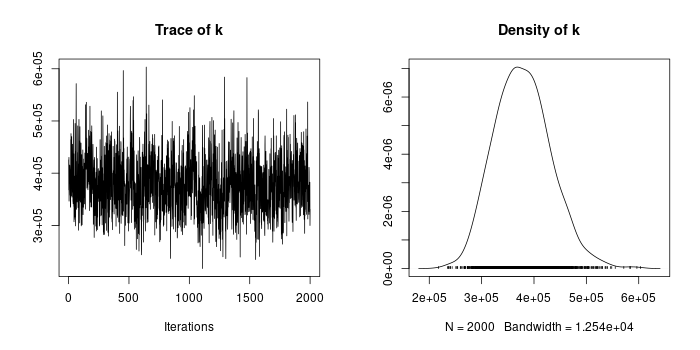 Trace of k
6e+05
5e+05
4e+05
3e+05
0 500 1000 1500 2000
Iterations
Density of k
6e-06
4e-06
2e-06
0e+00
2e+05 3e+05 4e+05 5e+05 6e+05
N = 2000 Bandwidth = 1.254e+04